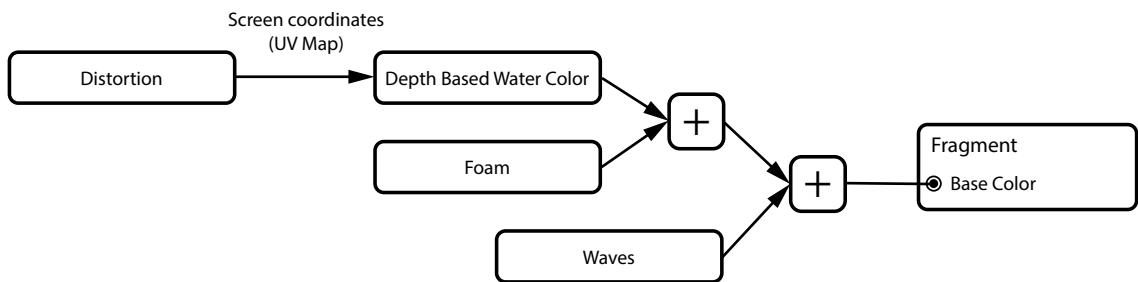 Screen coordinates
(UV Map)
Distortion
Depth Based Water Color
Foam
+
+
Fragment
Base Color
Waves